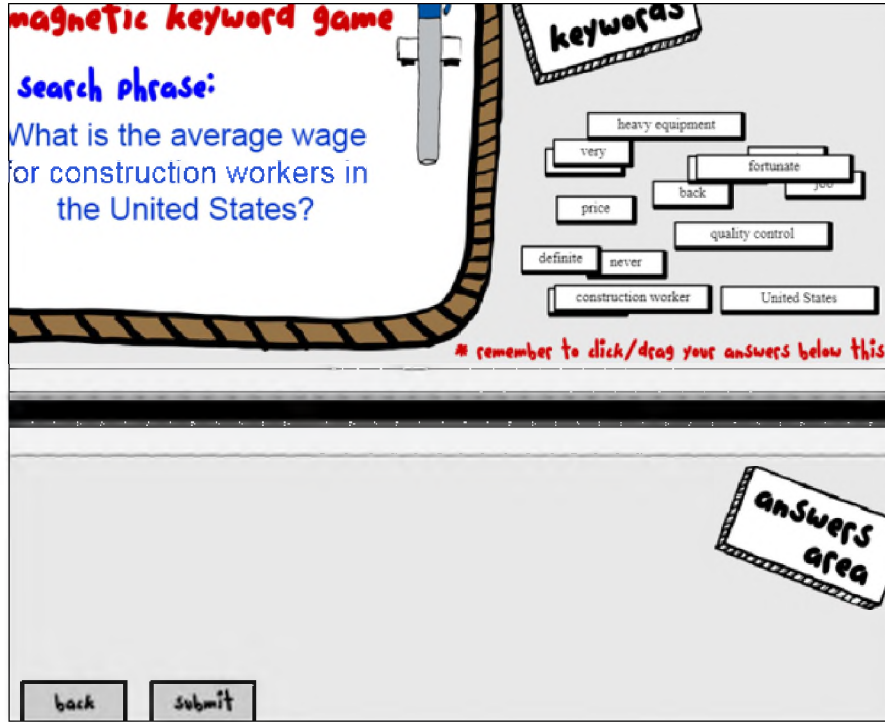 magnetic keyword game
search phrase:
What is the average wage
for construction workers in
the United States?
keywords
heavy equipment
very
fortunate
job
back
price
quality control
definite
never
construction worker
United States
* remember to click/drag your answers below this
answers
area
back
submit